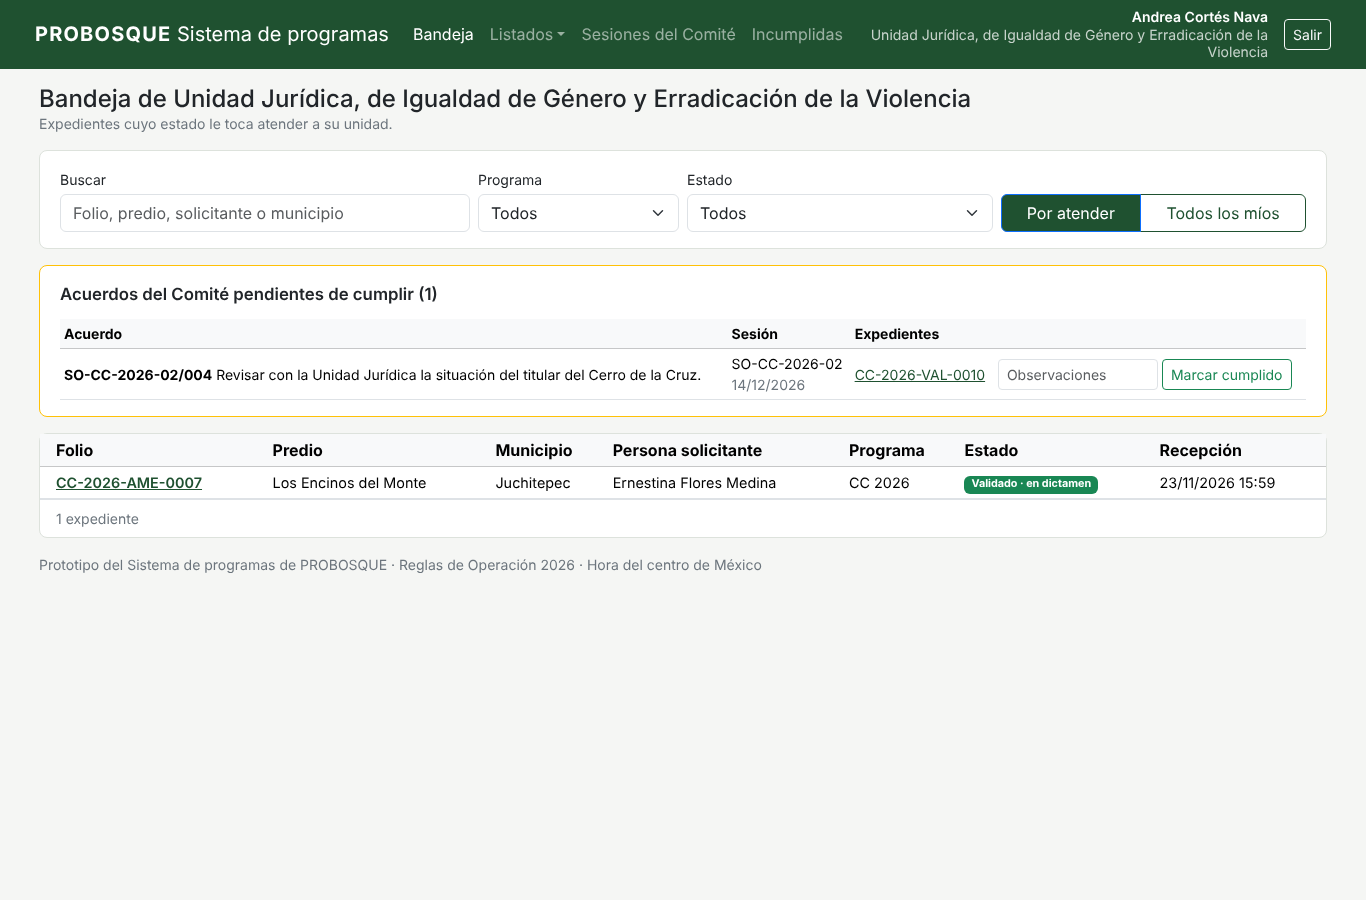 PROBOSQUE Sistema de programas
Bandeja
Listados
Sesiones del Comité
Incumplidas
Andrea Cortés Nava
Unidad Jurídica, de Igualdad de Género y Erradicación de la
Violencia
Salir
Bandeja de Unidad Jurídica, de Igualdad de Género y Erradicación de la Violencia
Expedientes cuyo estado le toca atender a su unidad.
Buscar
Programa
Estado
Folio, predio, solicitante o municipio
Todos
Todos
Por atender
Todos los míos
Acuerdos del Comité pendientes de cumplir (1)
Acuerdo
Sesión
Expedientes
SO-CC-2026-02/004 Revisar con la Unidad Jurídica la situación del titular del Cerro de la Cruz.
SO-CC-2026-02
14/12/2026
CC-2026-VAL-0010
Observaciones
Marcar cumplido
Folio
Predio
Municipio
Persona solicitante
Programa
Estado
Recepción
CC-2026-AME-0007
Los Encinos del Monte
Juchitepec
Ernestina Flores Medina
CC 2026
Validado · en dictamen
23/11/2026 15:59
1 expediente
Prototipo del Sistema de programas de PROBOSQUE · Reglas de Operación 2026 · Hora del centro de México